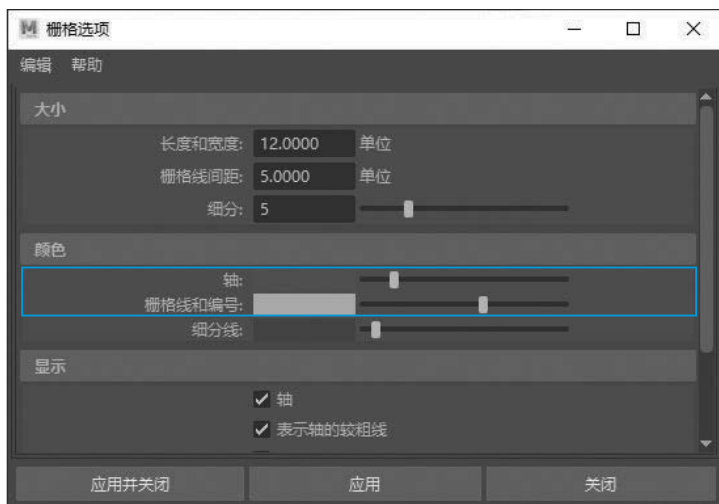 M 栅格选项
编辑 帮助
大小
长度和宽度: 12.0000 单位
栅格线间距: 5.0000 单位
细分: 5
颜色
轴:
栅格线和编号:
细分线:
显示
轴
表示轴的较粗线
应用并关闭 应用 关闭